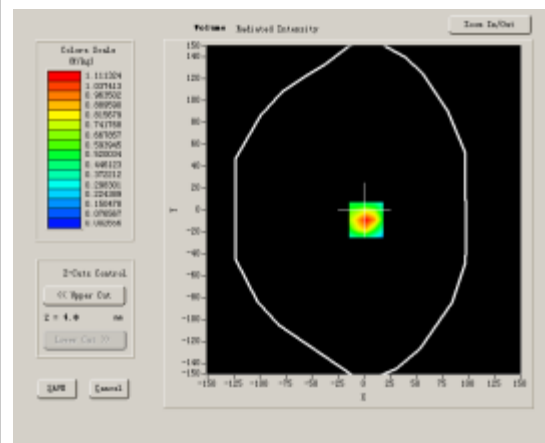 Volume Radiated Intensity
Zoom In/Out
Colors Scale
(W/kg)
1.111324
1.037413
0.963502
0.889590
0.815679
0.741768
0.667857
0.593945
0.520034
0.446123
0.372212
0.298301
0.224389
0.150478
0.076567
Z-Cuts Control
<< Upper Cut
Z = 4.0 mm
Lower Cut >>
SAVE
Cancel
150
140
120
100
80
60
40
20
0
-20
-40
-60
-80
-100
-120
-140
-150
Y
-150 -125 -100 -75 -50 -25 0 25 50 75 100 125 150
X